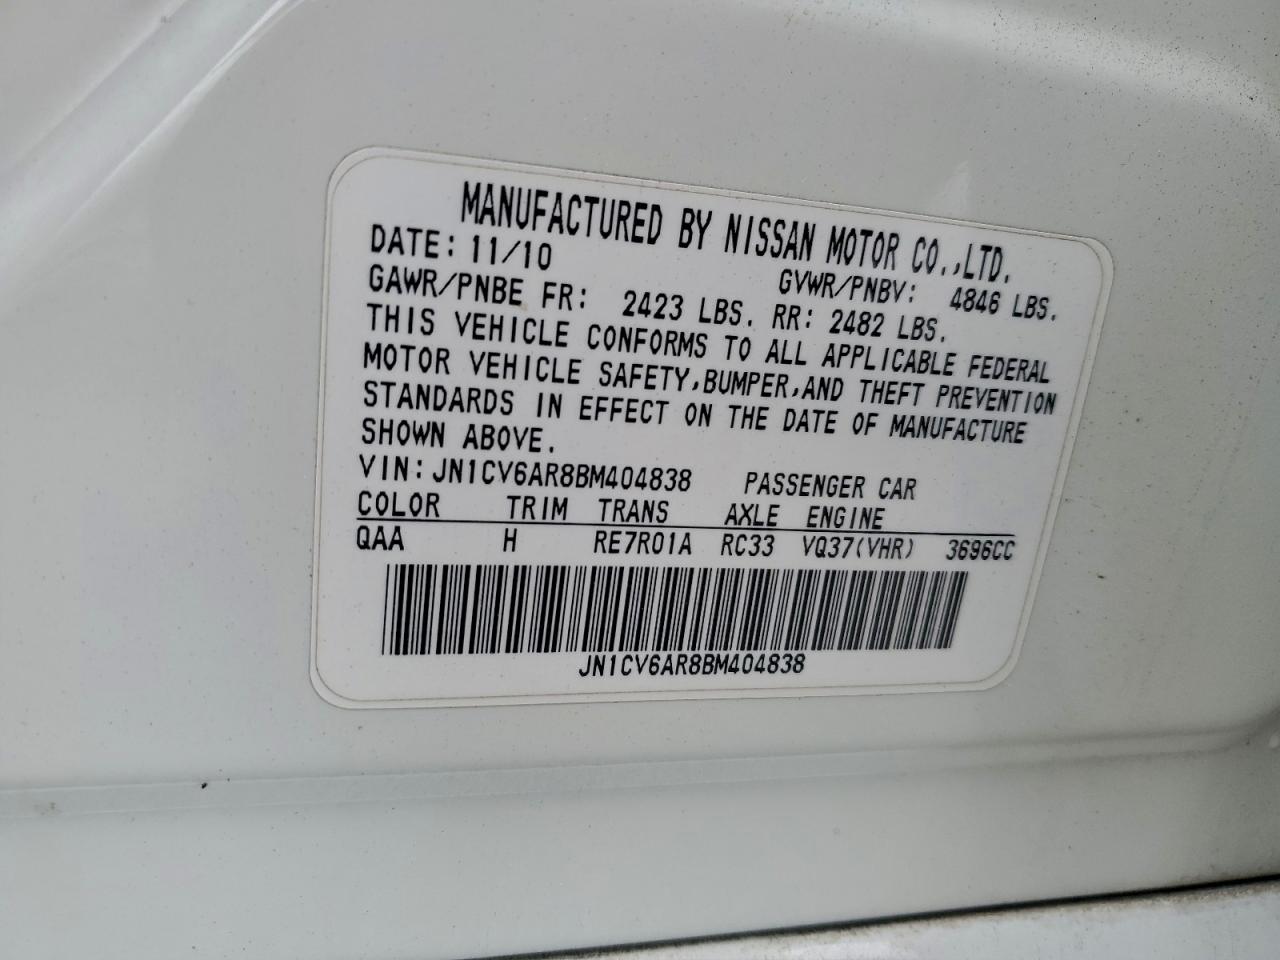 MANUFACTURED BY NISSAN MOTOR CO.,LTD.
DATE: 11/10 GVWR/PNBV: 4846 LBS.
GAWR/PNBE FR: 2423 LBS. RR: 2482 LBS.
THIS VEHICLE CONFORMS TO ALL APPLICABLE FEDERAL
MOTOR VEHICLE SAFETY,BUMPER,AND THEFT PREVENTION
STANDARDS IN EFFECT ON THE DATE OF MANUFACTURE
SHOWN ABOVE.
VIN: JN1CV6AR8BM404838 PASSENGER CAR
COLOR TRIM TRANS AXLE ENGINE
QAA H RE7R01A RC33 VQ37(VHR) 3696CC
JN1CV6AR8BM404838